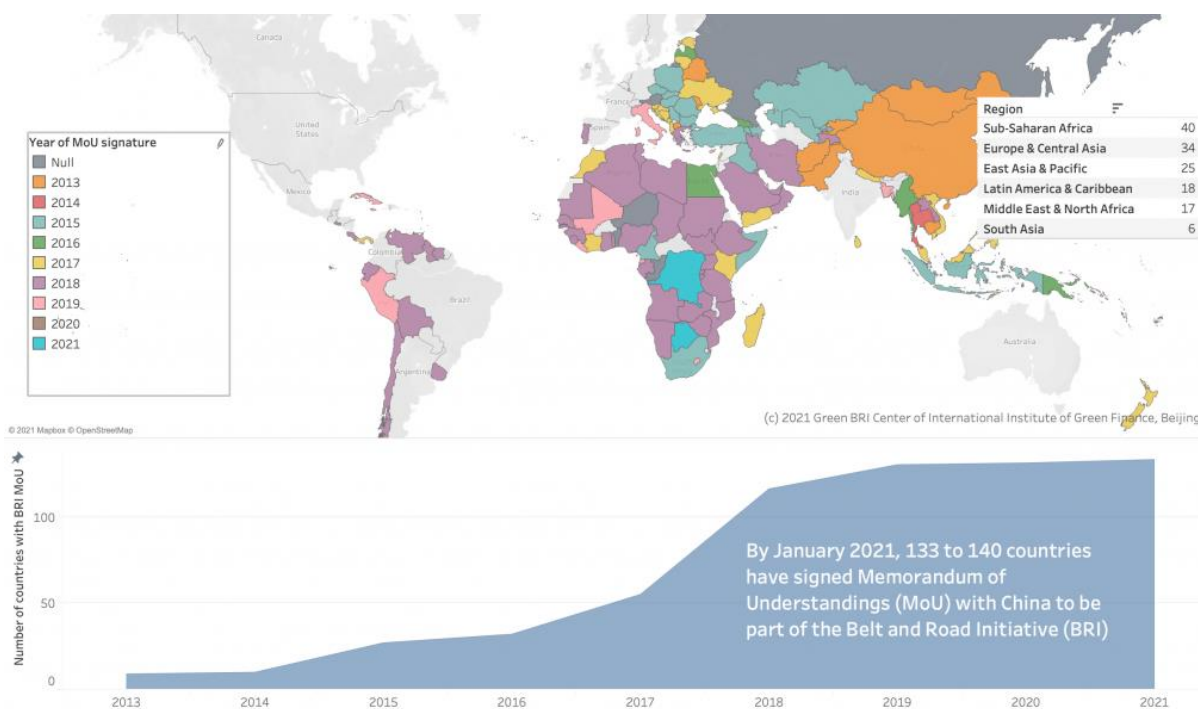 Canada
United
States
Mexico
Colombia
Brazil
Argentina
France
India
Australia
Year of MoU signature
Null
2013
2014
2015
2016
2017
2018
2019
2020
2021
Region
Sub-Saharan Africa 40
Europe & Central Asia 34
East Asia & Pacific 25
Latin America & Caribbean 18
Middle East & North Africa 17
South Asia 6
© 2021 Mapbox © OpenStreetMap
(c) 2021 Green BRI Center of International Institute of Green Finance, Beijing
Number of countries with BRI MoU
100
50
0
By January 2021, 133 to 140 countries
have signed Memorandum of
Understandings (MoU) with China to be
part of the Belt and Road Initiative (BRI)
2013 2014 2015 2016 2017 2018 2019 2020 2021